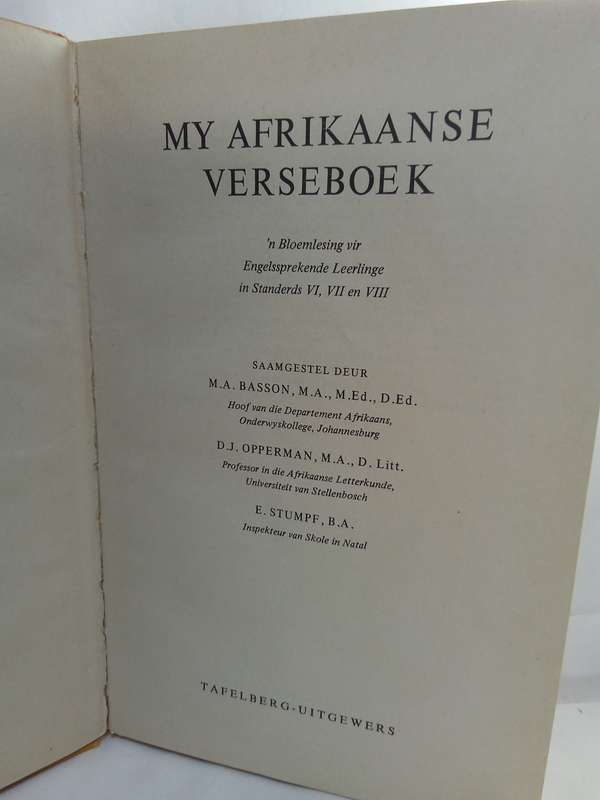 MY AFRIKAANSE
VERSEBOEK
'n Bloemlesing vir
Engelssprekende Leerlinge
in Standerds VI, VII en VIII
SAAMGESTEL DEUR
M.A. BASSON, M.A., M.Ed., D.Ed.
Hoof van die Departement Afrikaans,
Onderwyskollege, Johannesburg
D.J. OPPERMAN, M.A., D. Litt.
Professor in die Afrikaanse Letterkunde,
Universiteit van Stellenbosch
E. STUMPF, B.A.
Inspekteur van Skole in Natal
TAFELBERG-UITGEWERS